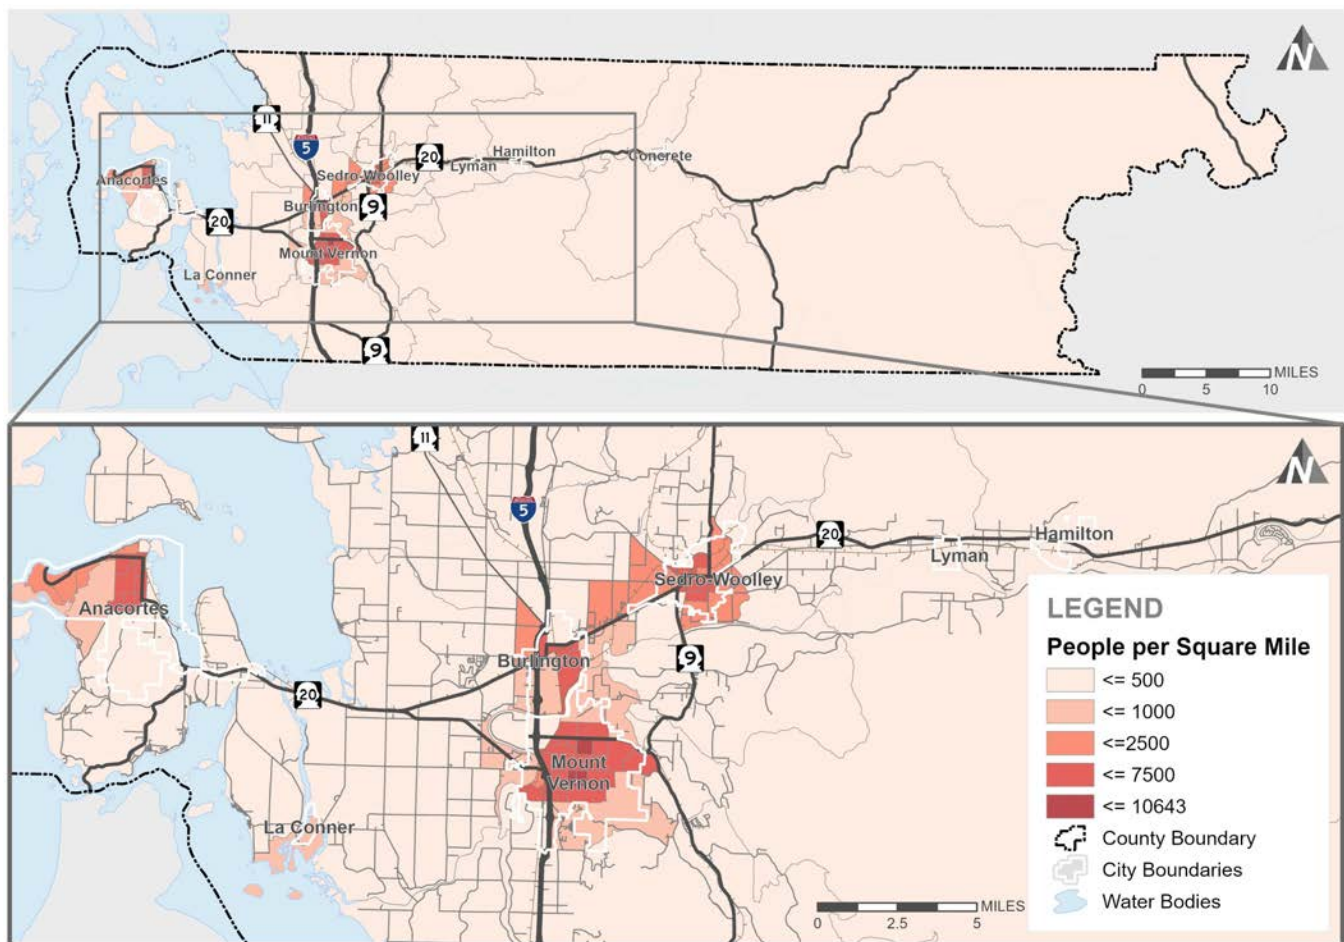 N
11
5
20
Hamilton
Lyman
Concrete
Sedro-Woolley
Anacortes
Burlington
9
20
Mount Vernon
La Conner
9
MILES
0 5 10
11
N
5
20
Hamilton
Lyman
Sedro-Woolley
Anacortes
Burlington
9
20
Mount
Vernon
La Conner
MILES
0 2.5 5
LEGEND
People per Square Mile
<= 500
<= 1000
<=2500
<= 7500
<= 10643
County Boundary
City Boundaries
Water Bodies